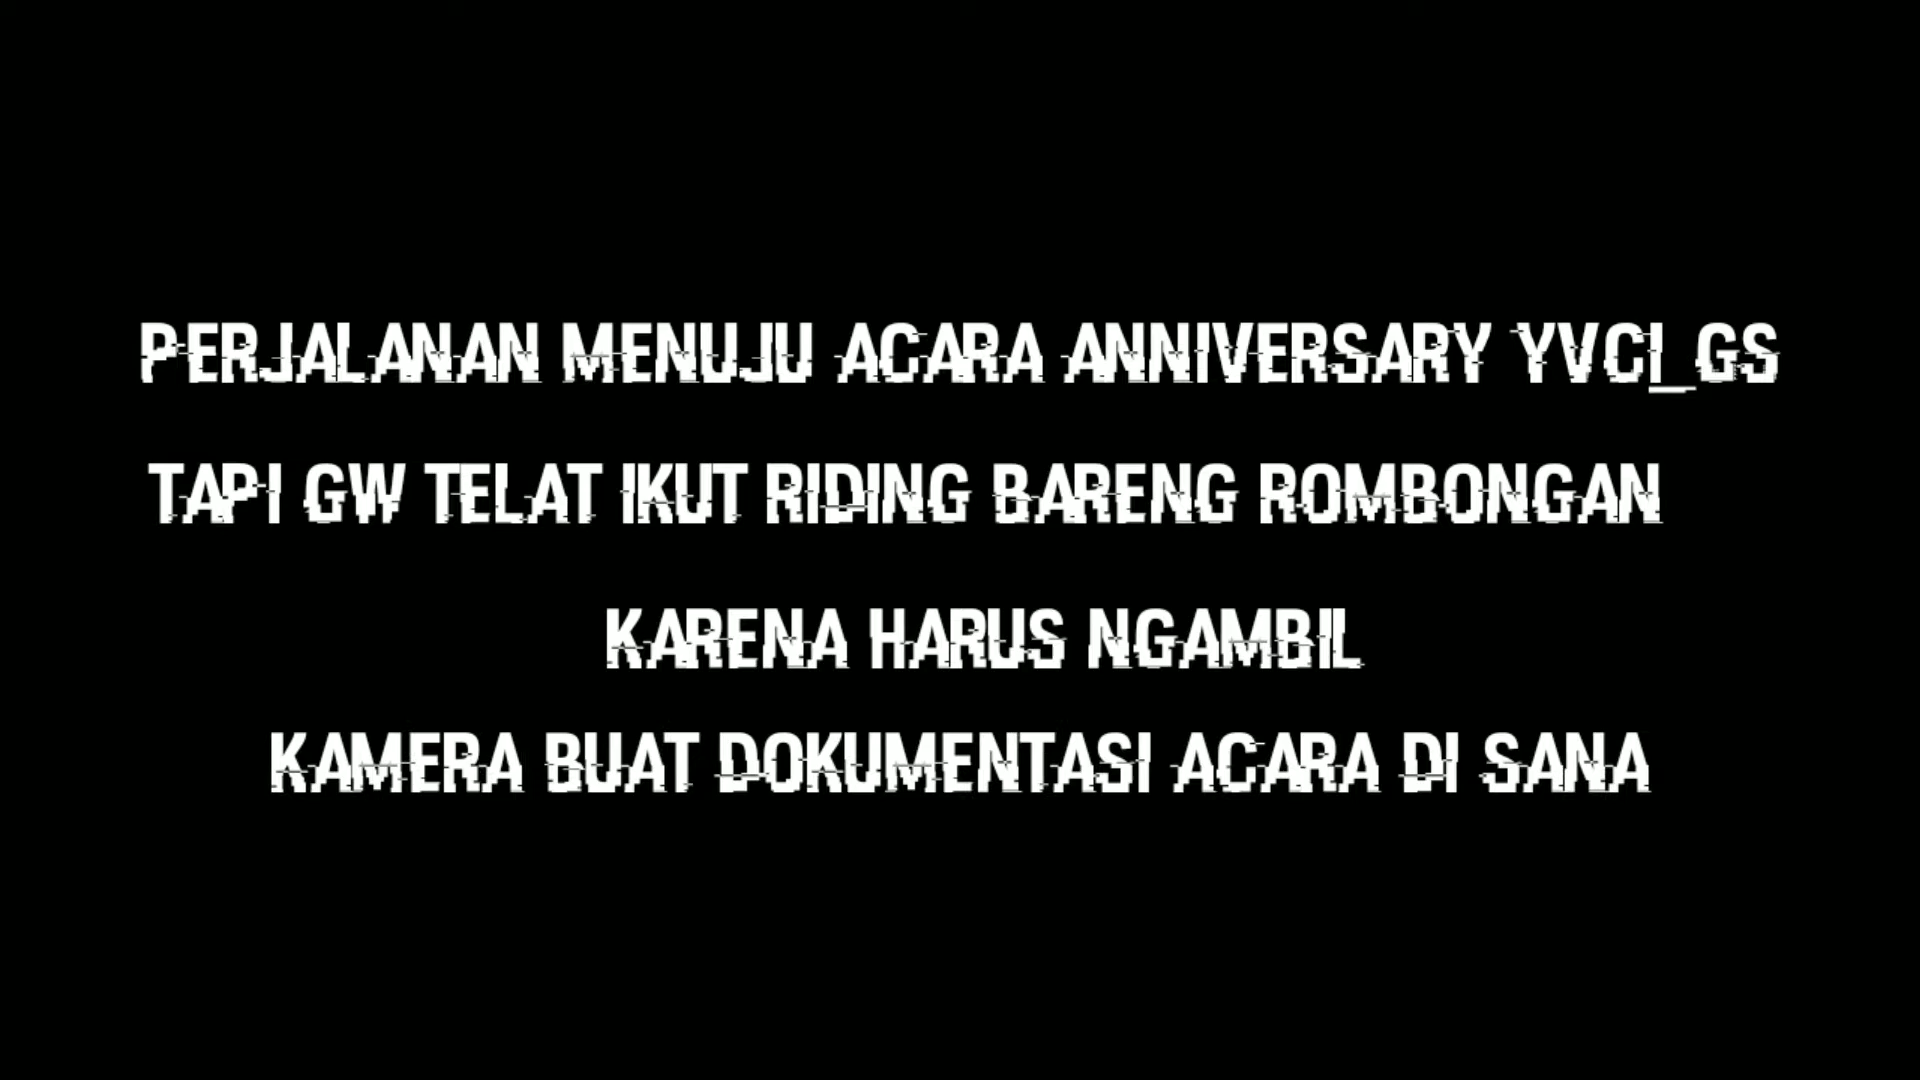 PERJALANAN MENUJU ACARA ANNIVERSARY YVCI_GS
TAPI GW TELAT IKUT RIDING BARENG ROMBONGAN
KARENA HARUS NGAMBIL
KAMERA BUAT DOKUMENTASI ACARA DI SANA